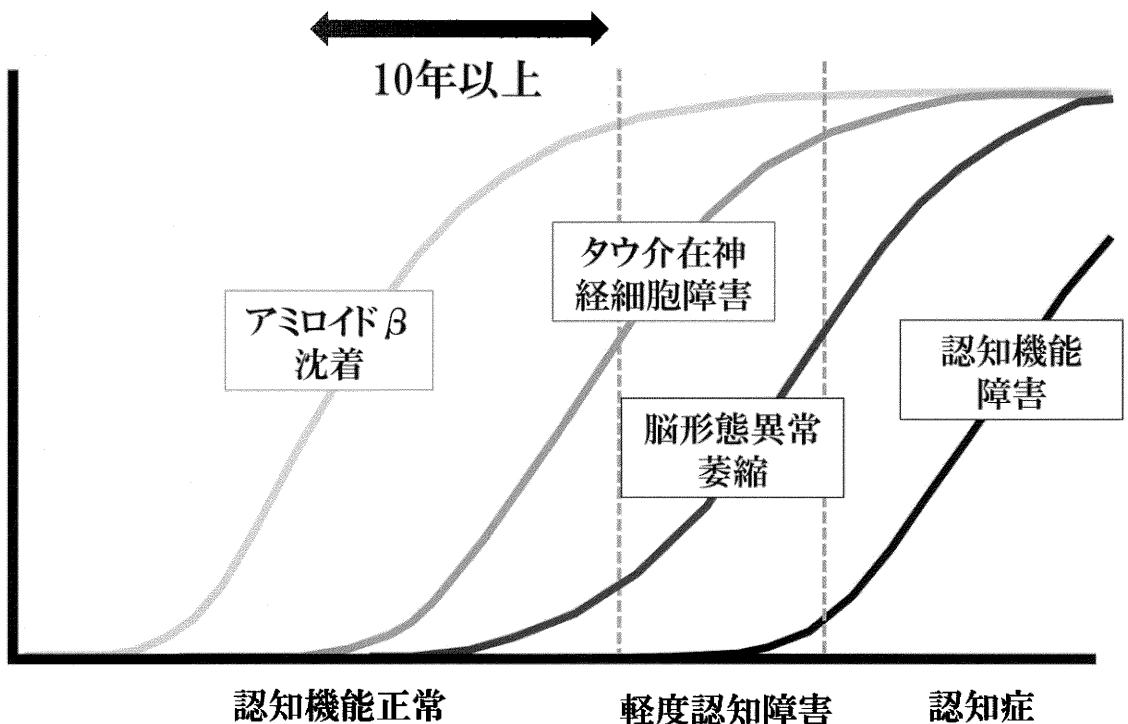 10年以上
タウ介在神
経細胞障害
アミロイドβ
沈着
認知機能
障害
脳形態異常
萎縮
認知機能正常
軽度認知障害
認知症